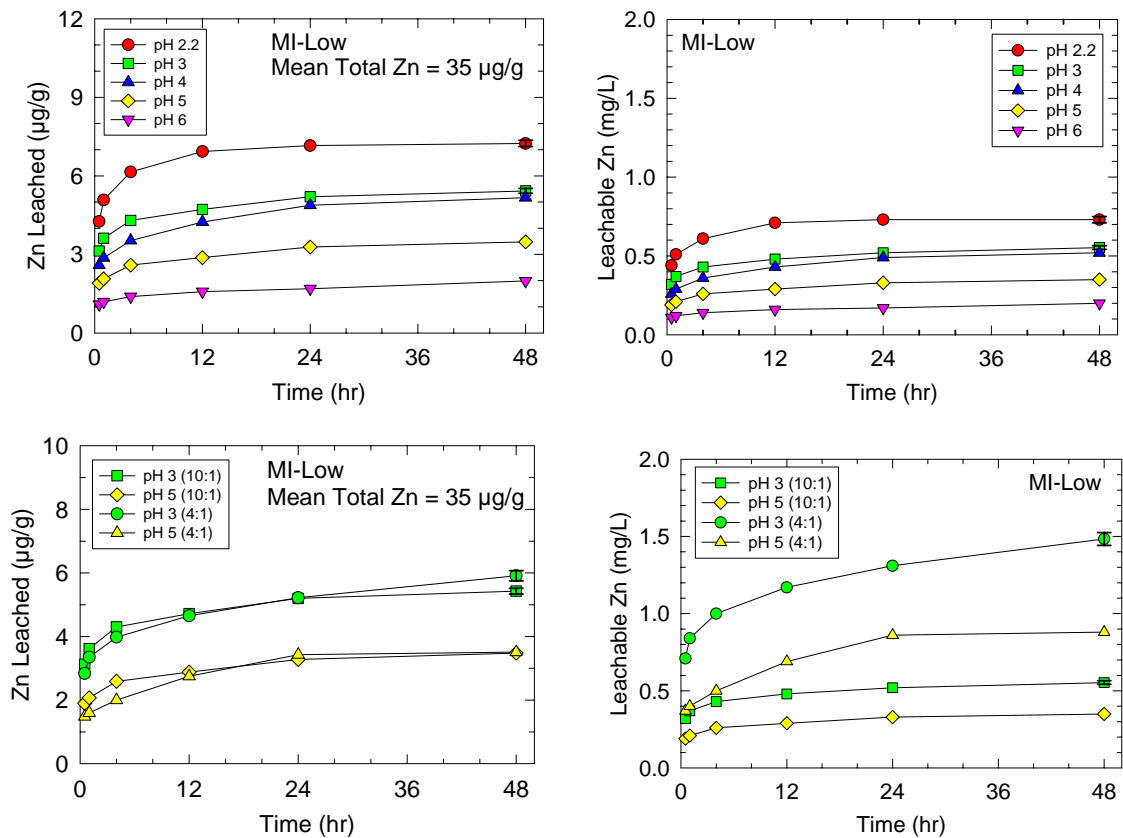 12
9
6
3
0
Zn Leached (µg/g)
pH 2.2
pH 3
pH 4
pH 5
pH 6
MI-Low
Mean Total Zn = 35 µg/g
0 12 24 36 48
Time (hr)
2.0
1.5
1.0
0.5
0.0
Leachable Zn (mg/L)
MI-Low
pH 2.2
pH 3
pH 4
pH 5
pH 6
0 12 24 36 48
Time (hr)
10
8
6
4
2
0
Zn Leached (µg/g)
pH 3 (10:1)
pH 5 (10:1)
pH 3 (4:1)
pH 5 (4:1)
MI-Low
Mean Total Zn = 35 µg/g
0 12 24 36 48
Time (hr)
2.0
1.5
1.0
0.5
0.0
Leachable Zn (mg/L)
pH 3 (10:1)
pH 5 (10:1)
pH 3 (4:1)
pH 5 (4:1)
MI-Low
0 12 24 36 48
Time (hr)